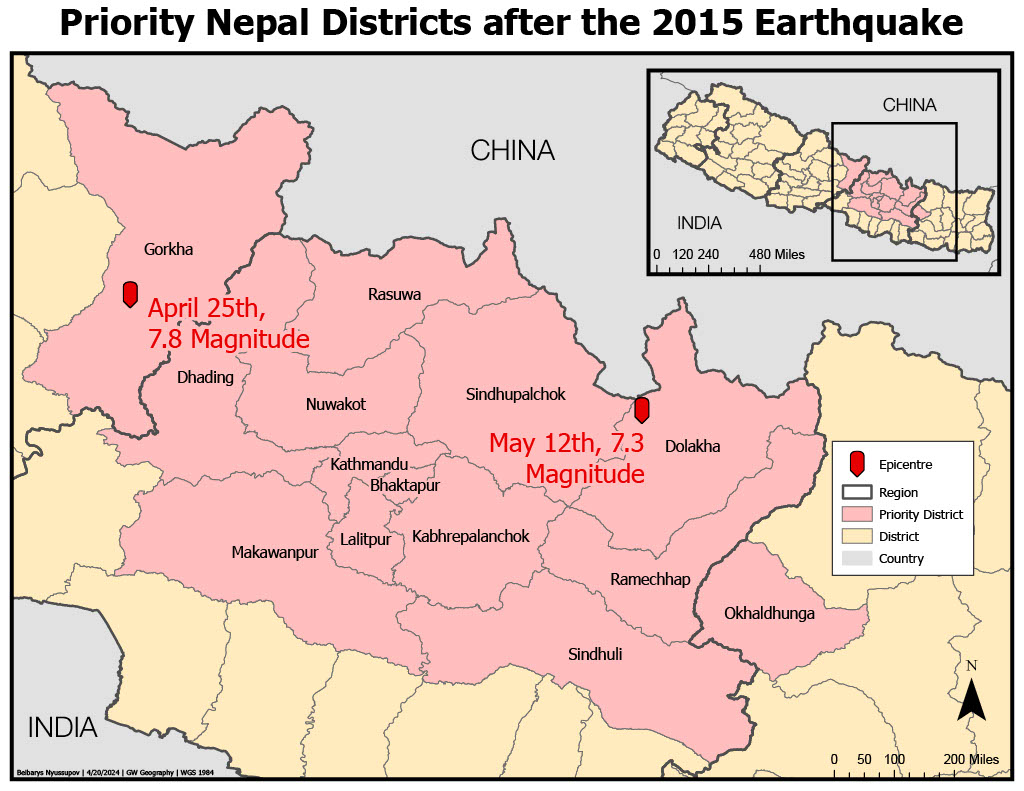 Priority Nepal Districts after the 2015 Earthquake
CHINA
CHINA
INDIA
0 120 240 480 Miles
Gorkha
April 25th,
7.8 Magnitude
Rasuwa
Dhading
Nuwakot
Sindhupalchok
May 12th, 7.3
Magnitude
Dolakha
Kathmandu
Bhaktapur
Lalitpur
Kabhrepalanchok
Makawanpur
Ramechhap
Okhaldhunga
Sindhuli
Epicentre
Region
Priority District
District
Country
INDIA
N
0 50 100 200 Miles
Beibarys Nyussupov | 4/20/2024 | GW Geography | WGS 1984